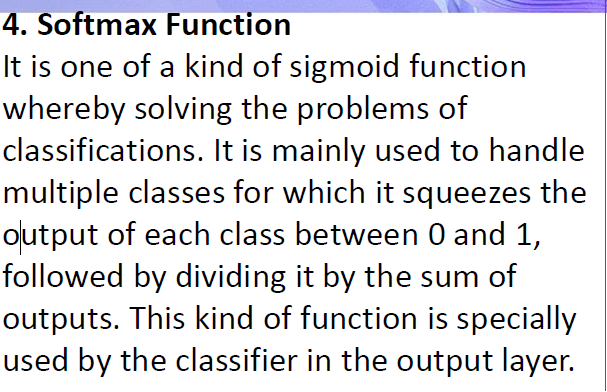 4. Softmax Function
It is one of a kind of sigmoid function
whereby solving the problems of
classifications. It is mainly used to handle
multiple classes for which it squeezes the
output of each class between 0 and 1,
followed by dividing it by the sum of
outputs. This kind of function is specially
used by the classifier in the output layer.